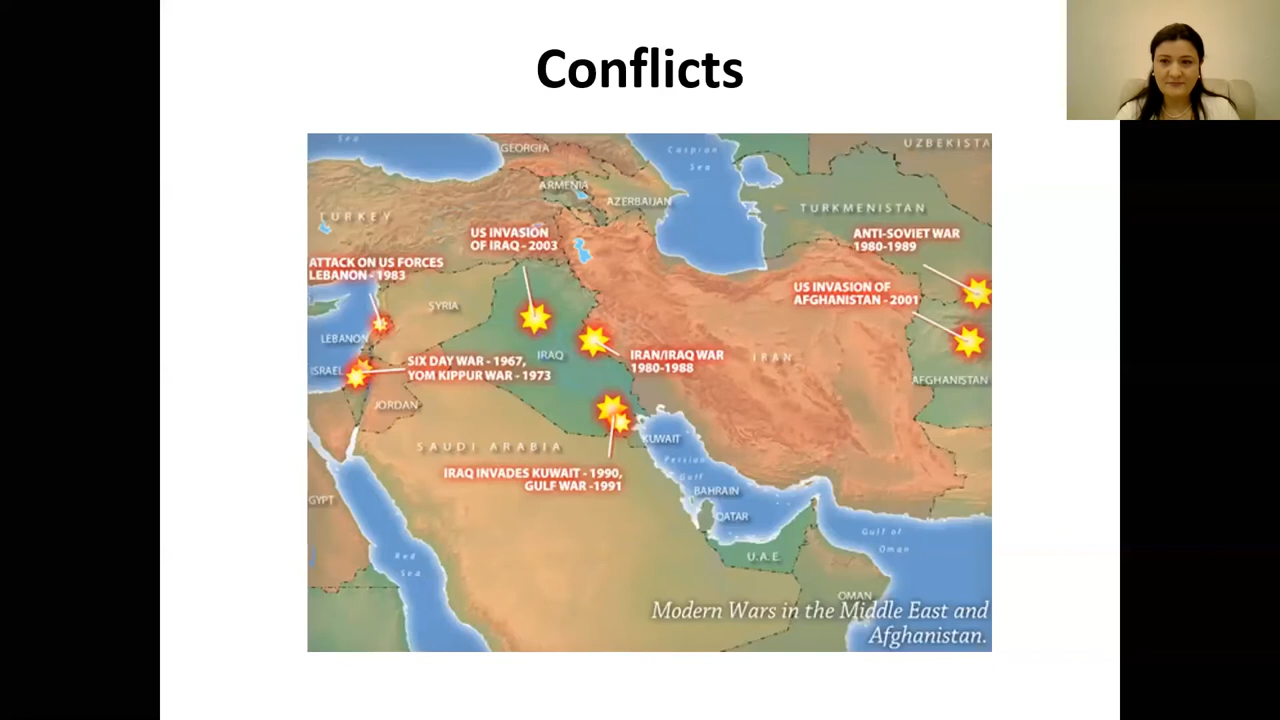 Conflicts
Sea
GEORGIA
Caspian
Sea
UZBEKISTA
ARMENIA
AZERBAIJAN
TURKEY
TURKMENISTAN
US INVASION
OF IRAQ - 2003
ANTI-SOVIET WAR
1980-1989
ATTACK ON US FORCES
LEBANON - 1983
US INVASION OF
AFGHANISTAN - 2001
SYRIA
LEBANON
IRAQ
IRAN/IRAQ WAR
1980-1988
IRAN
ISRAEL
SIX DAY WAR - 1967,
YOM KIPPUR WAR - 1973
AFGHANISTAN
JORDAN
SAUDI ARABIA
KUWAIT
Persian
Gulf
IRAQ INVADES KUWAIT - 1990,
GULF WAR -1991
BAHRAIN
QATAR
GYPT
Red
Sea
U.A.E.
Gulf of
Oman
OMAN
Modern Wars in the Middle East and
Afghanistan.